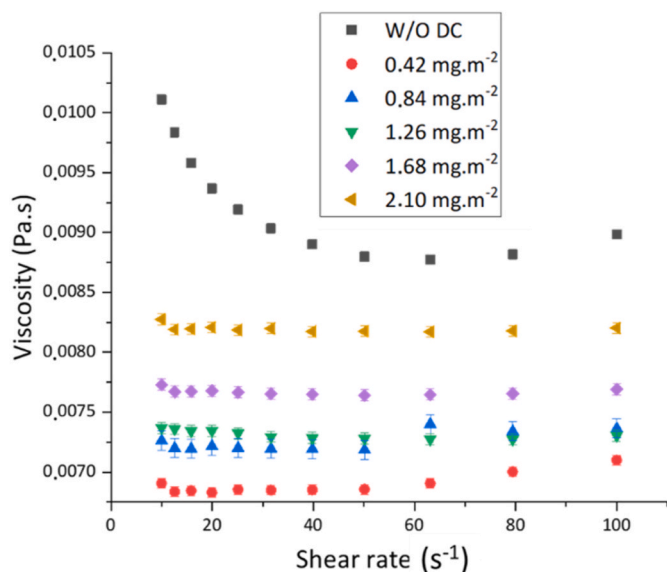 W/O DC
0.42 mg.m⁻²
0.84 mg.m⁻²
1.26 mg.m⁻²
1.68 mg.m⁻²
2.10 mg.m⁻²
0.0105
0.0100
0.0095
0.0090
0.0085
0.0080
0.0075
0.0070
Viscosity (Pa.s)
0 20 40 60 80 100
Shear rate (s⁻¹)